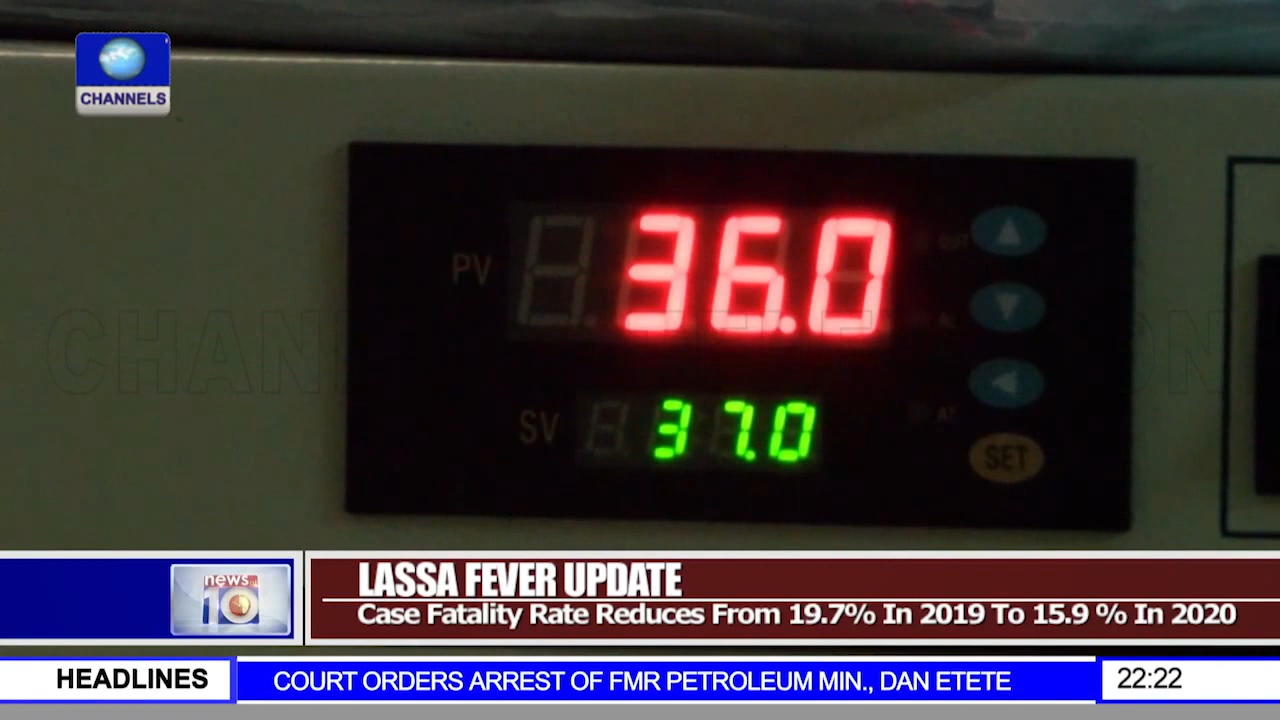 CHANNELS
PV 36.0
SV 37.0
SET
news at
10
LASSA FEVER UPDATE
Case Fatality Rate Reduces From 19.7% In 2019 To 15.9 % In 2020
HEADLINES
COURT ORDERS ARREST OF FMR PETROLEUM MIN., DAN ETETE
22:22